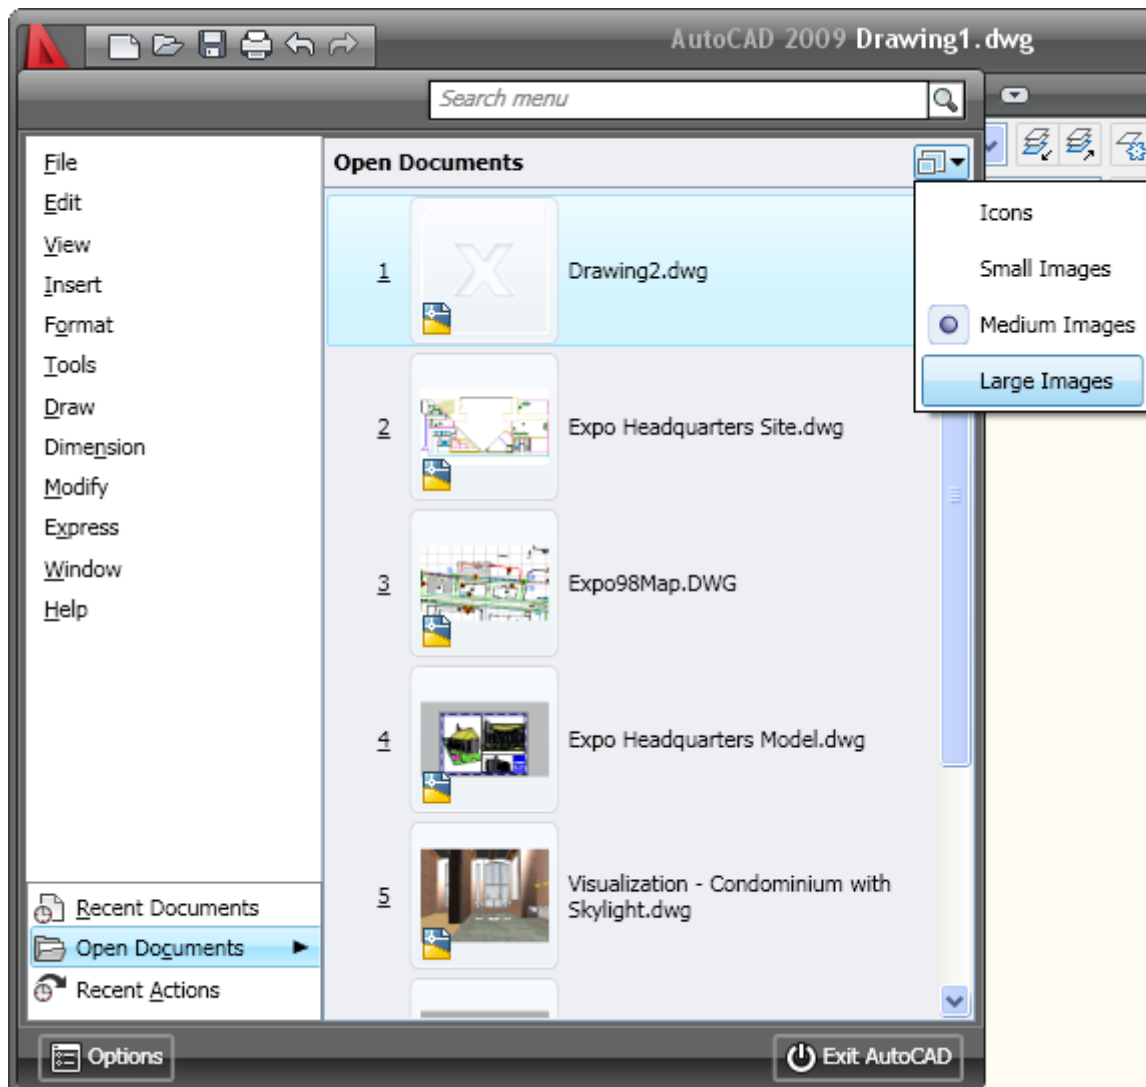 AutoCAD 2009 Drawing1.dwg
Search menu
File
Edit
View
Insert
Format
Tools
Draw
Dimension
Modify
Express
Window
Help
Recent Documents
Open Documents
Recent Actions
Open Documents
1 Drawing2.dwg
2 Expo Headquarters Site.dwg
3 Expo98Map.DWG
4 Expo Headquarters Model.dwg
5 Visualization - Condominium with
Skylight.dwg
Icons
Small Images
Medium Images
Large Images
Options
Exit AutoCAD